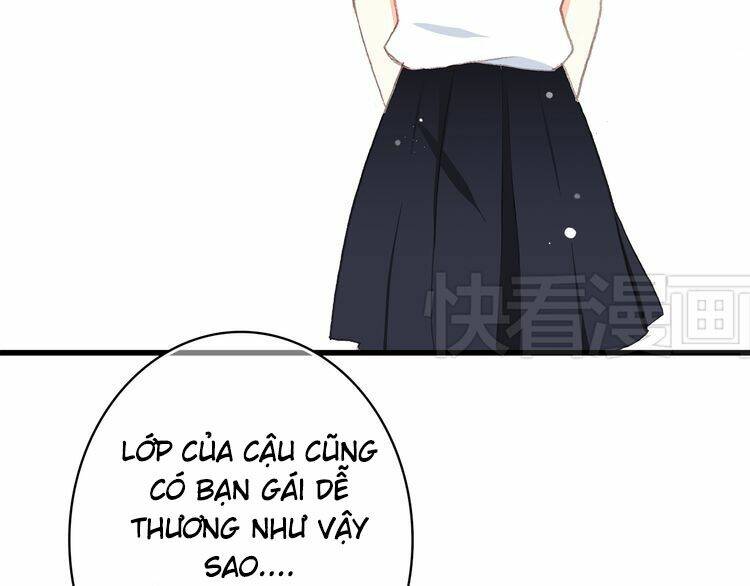 快看漫画
LỚP CỦA CẬU CŨNG
CÓ BẠN GÁI DỄ
THƯƠNG NHƯ VẬY
SAO....